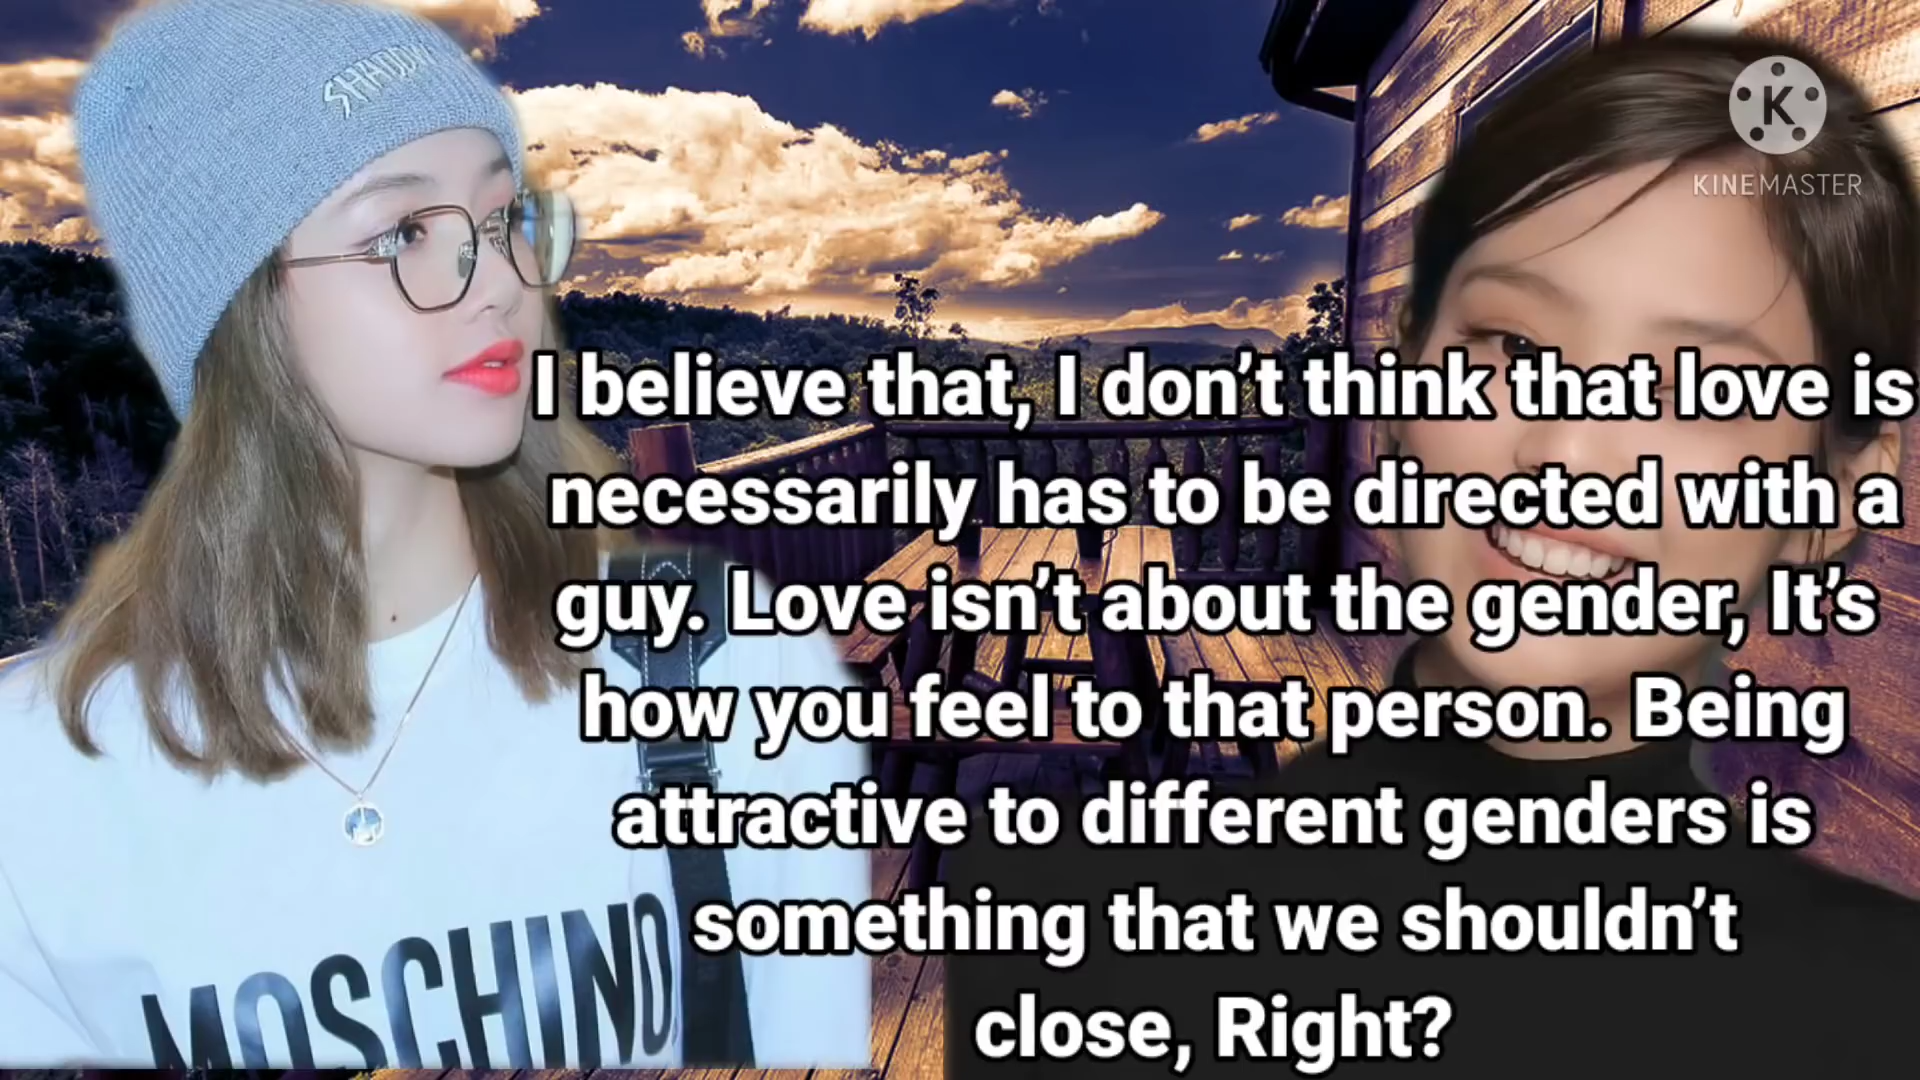 SHADOW
KINEMASTER
I believe that, I don't think that love is
necessarily has to be directed with a
guy. Love isn't about the gender, It's
how you feel to that person. Being
attractive to different genders is
something that we shouldn't
close, Right?
MOSCHINO